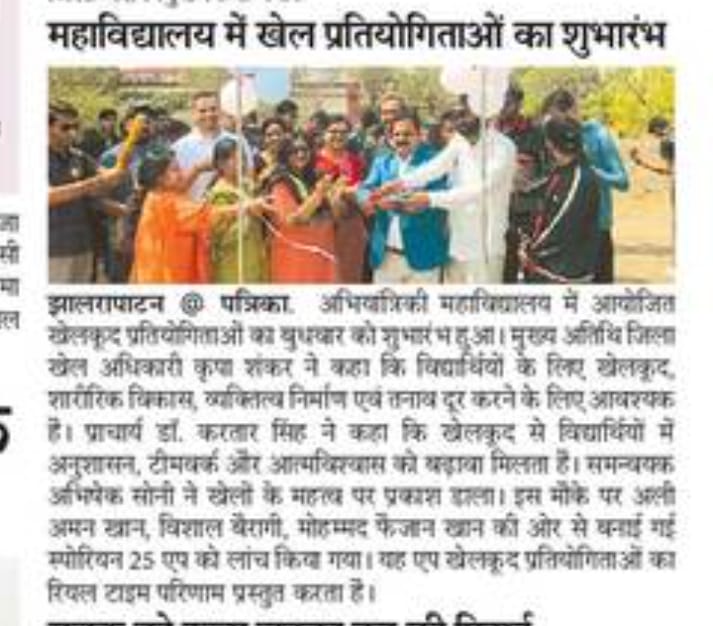 महाविद्यालय में खेल प्रतियोगिताओं का शुभारंभ
झालरापाटन @ पत्रिका. अभियांत्रिकी महाविद्यालय में आयोजित
खेलकूद प्रतियोगिताओं का बुधवार को शुभारंभ हुआ। मुख्य अतिथि जिला
खेल अधिकारी कृपा शंकर ने कहा कि विद्यार्थियों के लिए खेलकूद,
शारीरिक विकास, व्यक्तित्व निर्माण एवं तनाव दूर करने के लिए आवश्यक
है। प्राचार्य डॉ. करतार सिंह ने कहा कि खेलकूद से विद्यार्थियों में
अनुशासन, टीमवर्क और आत्मविश्वास को बढ़ावा मिलता है। समन्वयक
अभिषेक सोनी ने खेलों के महत्व पर प्रकाश डाला। इस मौके पर अली
अमन खान, विशाल बैरागी, मोहम्मद फैजान खान की ओर से बनाई गई
स्पोरियन 25 एप को लांच किया गया। यह एप खेलकूद प्रतियोगिताओं का
रियल टाइम परिणाम प्रस्तुत करता है।